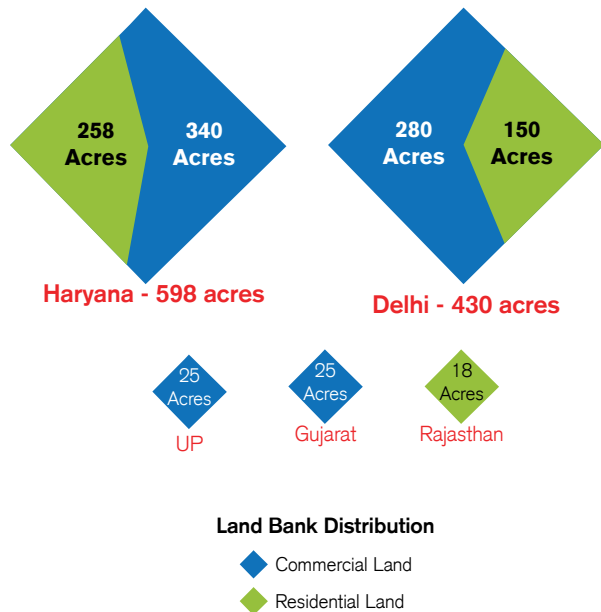 258
Acres
340
Acres
280
Acres
150
Acres
Haryana - 598 acres
Delhi - 430 acres
25
Acres
UP
25
Acres
Gujarat
18
Acres
Rajasthan
Land Bank Distribution
Commercial Land
Residential Land